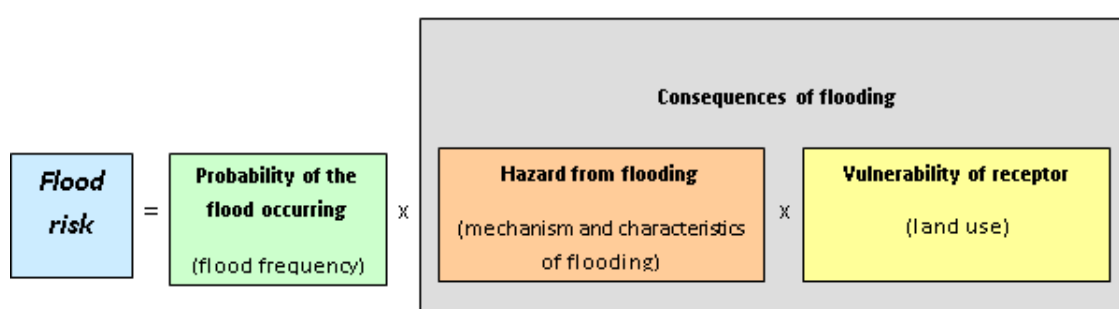 Consequences of flooding
Flood
risk
=
Probability of the
flood occurring
(flood frequency)
x
Hazard from flooding
(mechanism and characteristics
of flooding)
x
Vulnerability of receptor
(land use)